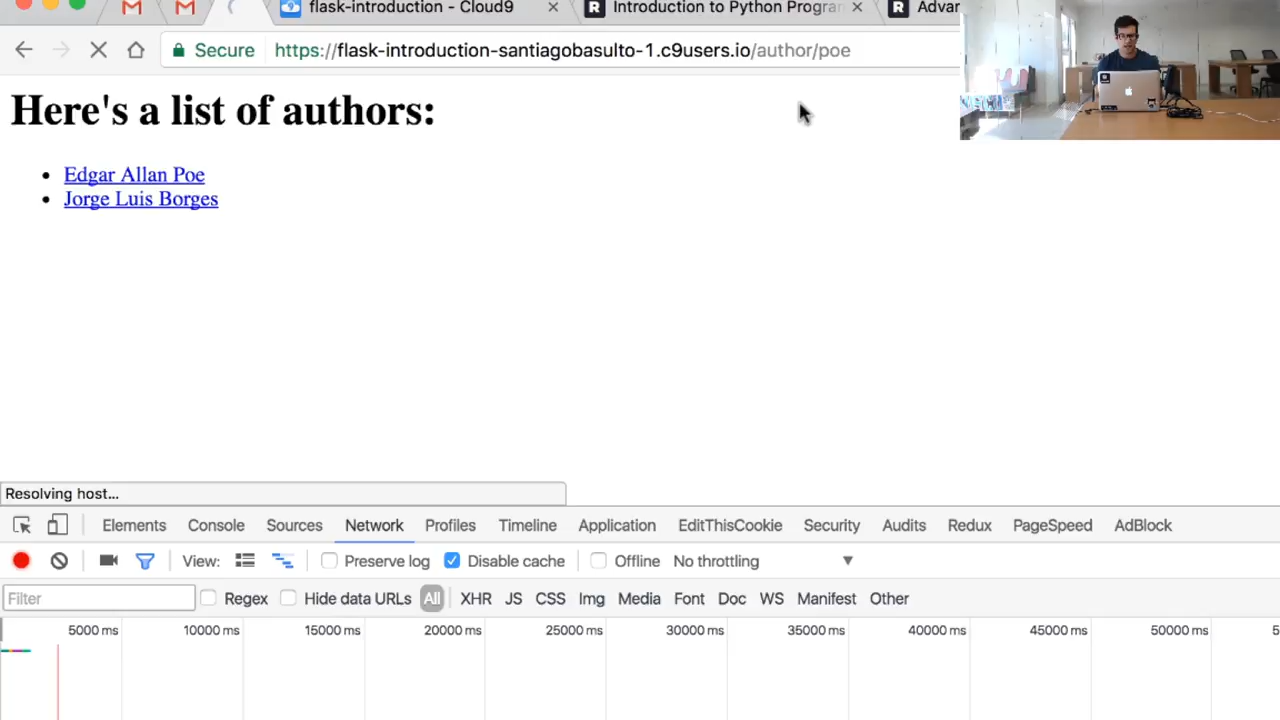 flask-introduction - Cloud9
Introduction to Python Progra
Advan
Secure https://flask-introduction-santiagobasulto-1.c9users.io/author/poe
Here's a list of authors:
Edgar Allan Poe
Jorge Luis Borges
Resolving host...
Elements Console Sources Network Profiles Timeline Application EditThisCookie Security Audits Redux PageSpeed AdBlock
View: Preserve log Disable cache Offline No throttling
Filter Regex Hide data URLs All XHR JS CSS Img Media Font Doc WS Manifest Other
5000 ms 10000 ms 15000 ms 20000 ms 25000 ms 30000 ms 35000 ms 40000 ms 45000 ms 50000 ms 5